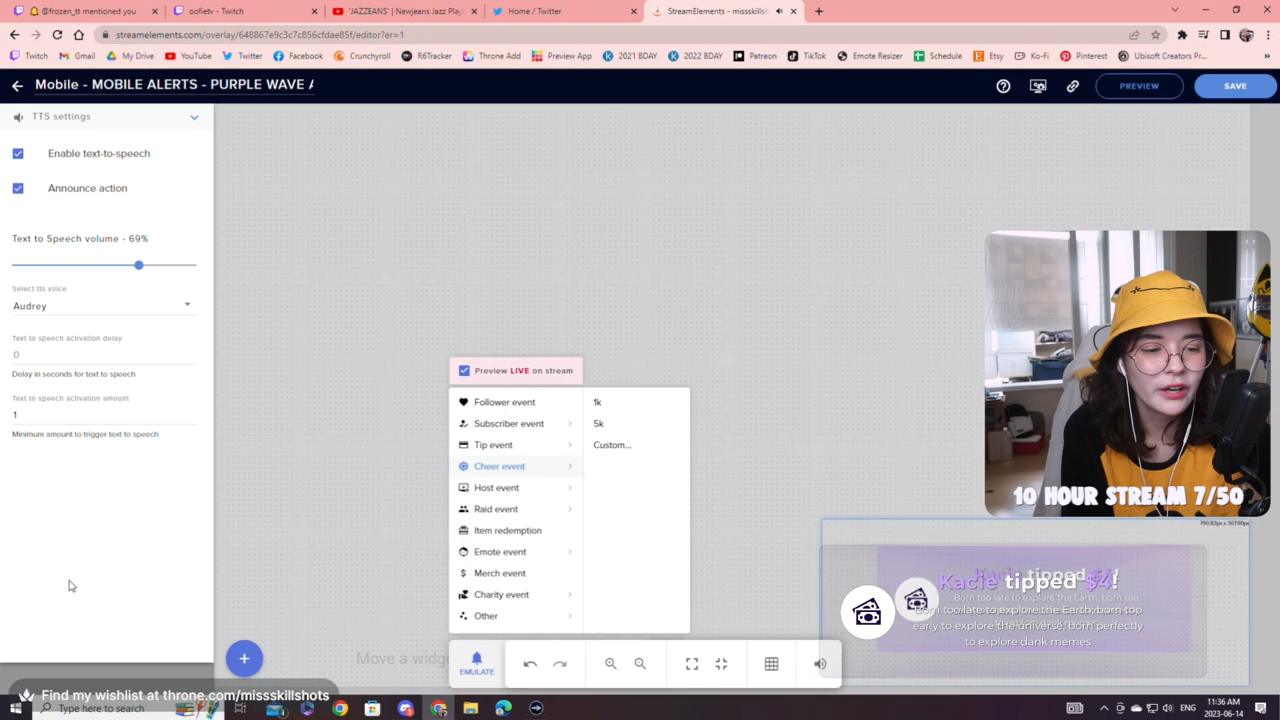 @frozen_tt mentioned you
oofietv - Twitch
'JAZZEANS' | Newjeans Jazz Play
Home / Twitter
StreamElements - missskillsh
streamelements.com/overlay/648867e9c3c7c856cfdae85f/editor?er=1
Twitch
Gmail
My Drive
YouTube
Twitter
Facebook
Crunchyroll
R6Tracker
Throne Add
Preview App
2021 BDAY
2022 BDAY
Patreon
TikTok
Emote Resizer
Schedule
Etsy
Ko-Fi
Pinterest
Ubisoft Creators Pr...
Mobile - MOBILE ALERTS - PURPLE WAVE A
PREVIEW
SAVE
TTS settings
Enable text-to-speech
Announce action
Text to Speech volume - 69%
Select tts voice
Audrey
Text to speech activation delay
0
Delay in seconds for text to speech
Text to speech activation amount
1
Minimum amount to trigger text to speech
Preview LIVE on stream
Follower event
Subscriber event
Tip event
Cheer event
Host event
Raid event
Item redemption
Emote event
Merch event
Charity event
Other
1k
5k
Custom...
10 HOUR STREAM 7/50
Kacie tipped $4!
Born too late to explore the Earth, born too
early to explore the universe. Born perfectly
to explore dank memes
Move a widg
EMULATE
Find my wishlist at throne.com/missskillshots
Type here to search
ENG
11:36 AM
2023-06-14